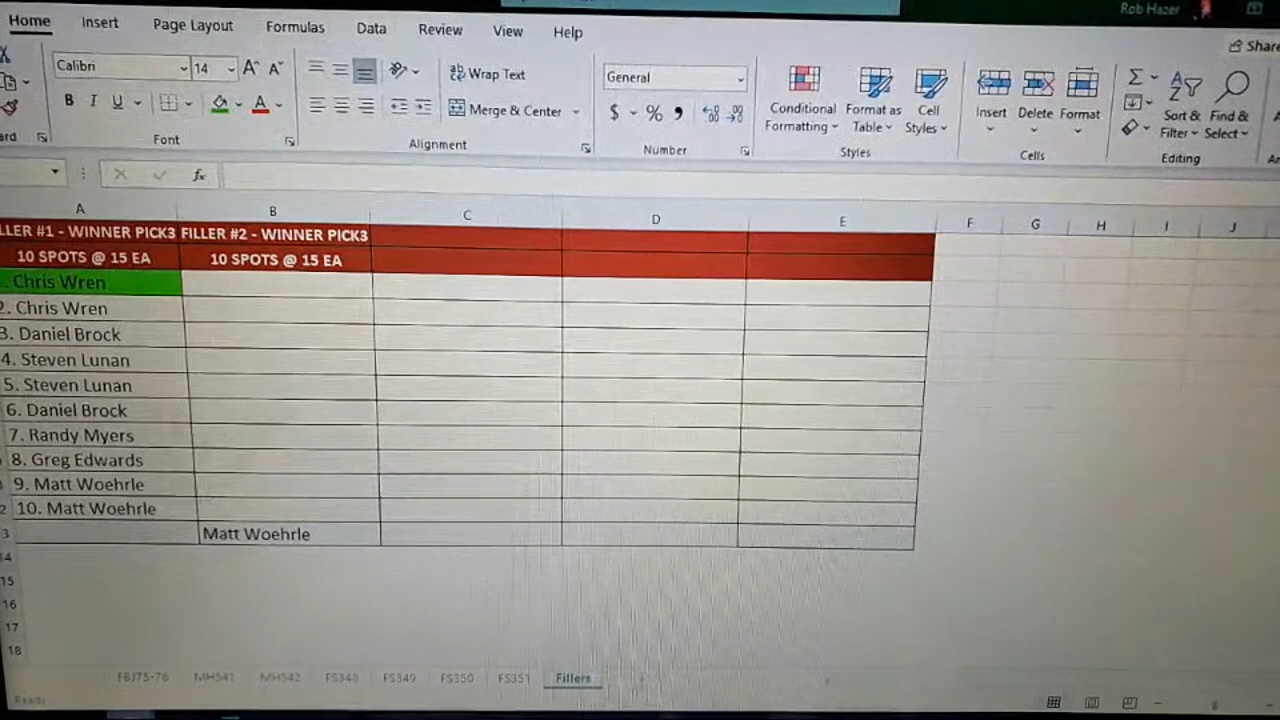 Rob Hazer
Home Insert Page Layout Formulas Data Review View Help
Share
Calibri 14
Wrap Text
General
B I U
Merge & Center
$ % 9
Conditional Formatting
Format as Table
Cell Styles
Insert Delete Format
Sort & Filter
Find & Select
Font Alignment Number Styles Cells Editing
fx
A B C D E F G H I J
LLER #1 - WINNER PICK3 FILLER #2 - WINNER PICK3
10 SPOTS @ 15 EA 10 SPOTS @ 15 EA
. Chris Wren
2. Chris Wren
3. Daniel Brock
4. Steven Lunan
5. Steven Lunan
6. Daniel Brock
7. Randy Myers
8. Greg Edwards
9. Matt Woehrle
10. Matt Woehrle
3 Matt Woehrle
14
15
16
17
18
FBJ75-76 MH541 MH542 FS348 FS349 FS350 FS351 Fillers
Ready